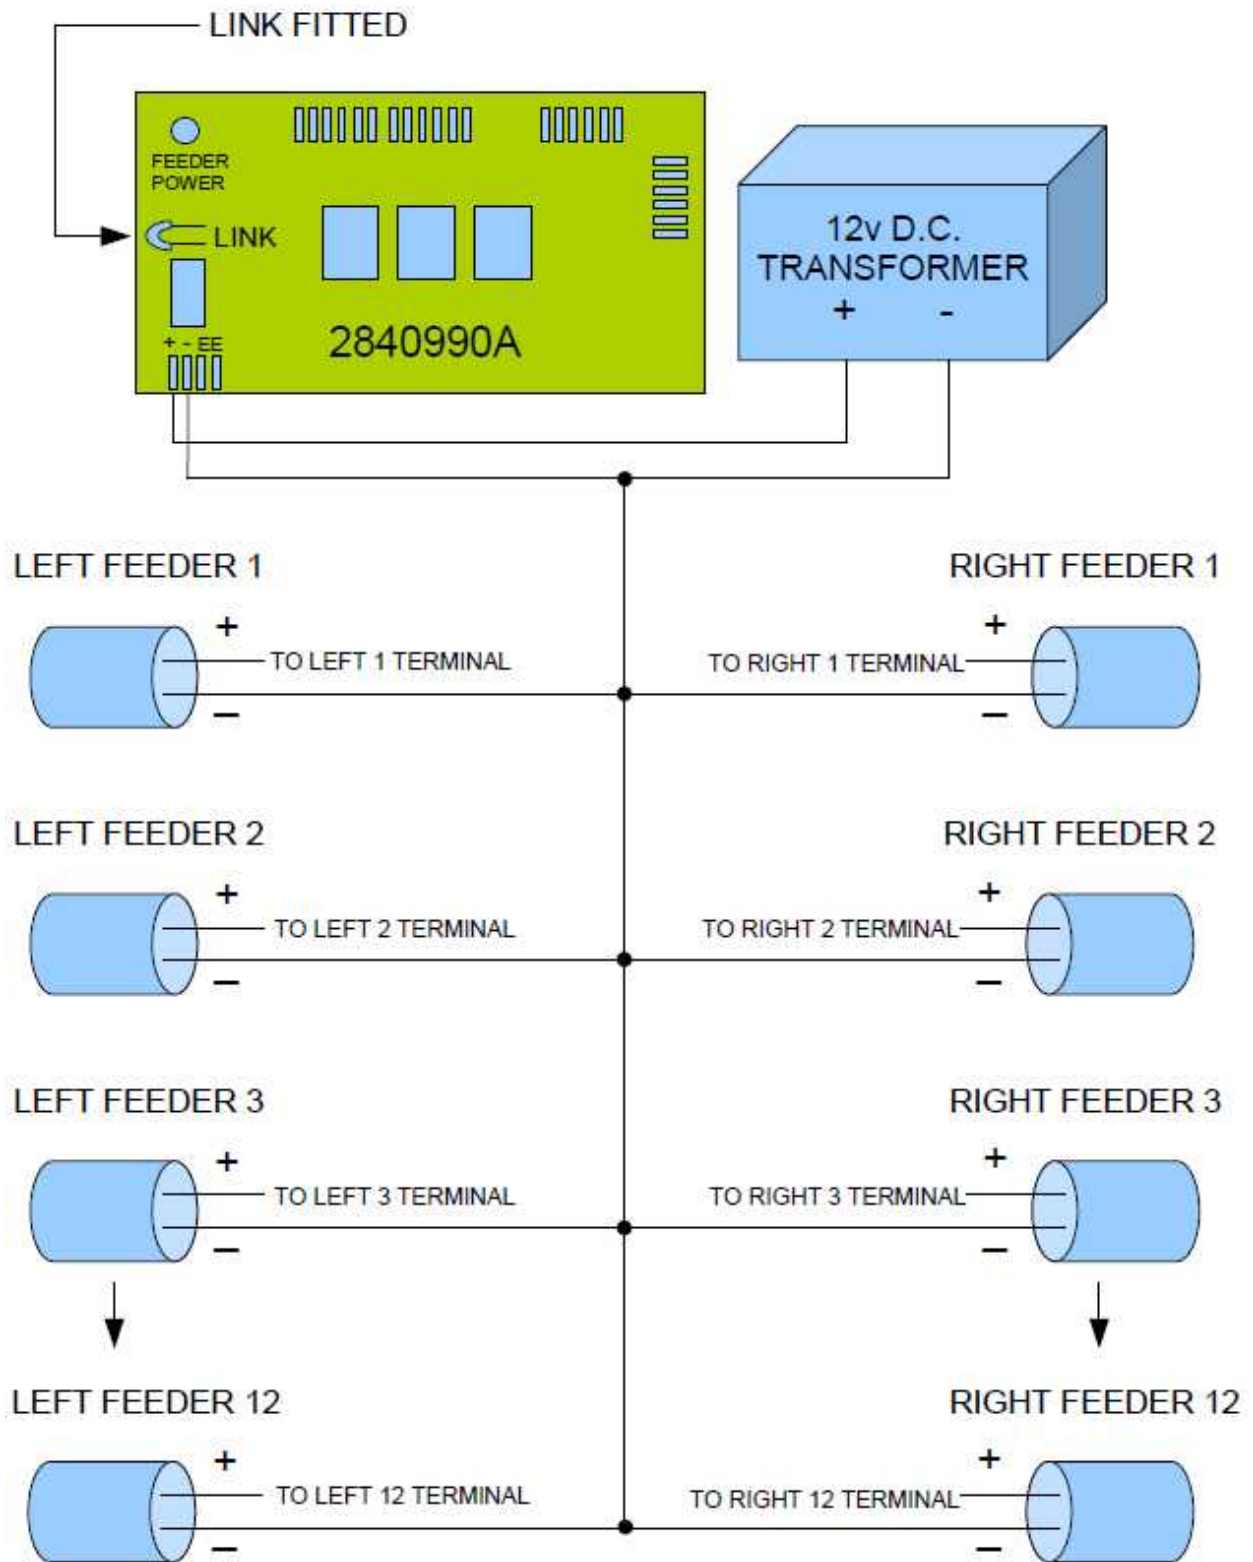 LINK FITTED
FEEDER
POWER
LINK
+ - EE
2840990A
12v D.C.
TRANSFORMER
+ -
LEFT FEEDER 1
RIGHT FEEDER 1
+ +
TO LEFT 1 TERMINAL
TO RIGHT 1 TERMINAL
– –
LEFT FEEDER 2
RIGHT FEEDER 2
+ +
TO LEFT 2 TERMINAL
TO RIGHT 2 TERMINAL
– –
LEFT FEEDER 3
RIGHT FEEDER 3
+ +
TO LEFT 3 TERMINAL
TO RIGHT 3 TERMINAL
– –
LEFT FEEDER 12
RIGHT FEEDER 12
+ +
TO LEFT 12 TERMINAL
TO RIGHT 12 TERMINAL
– –